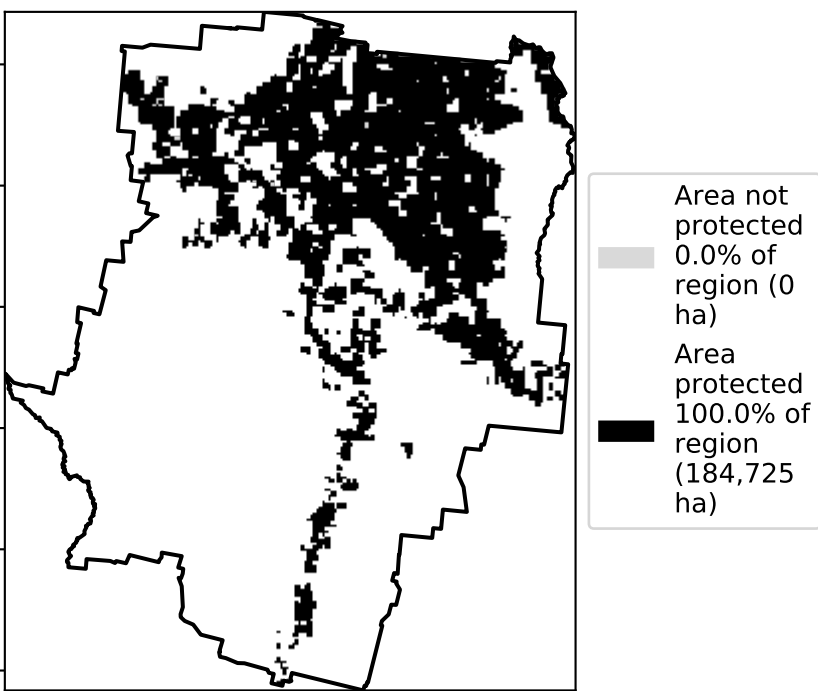 Area not
protected
0.0% of
region (0
ha)
Area
protected
100.0% of
region
(184,725
ha)